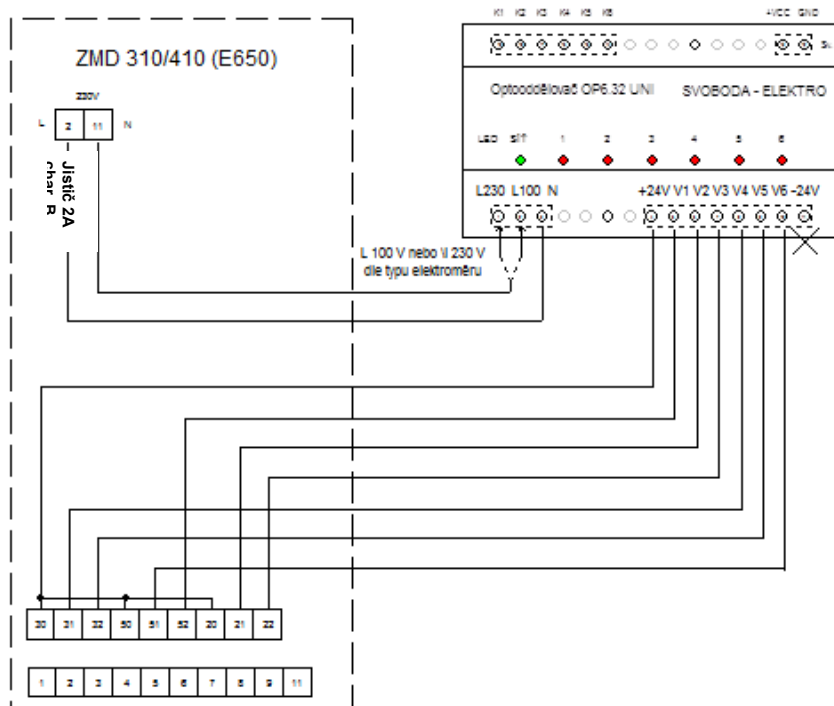 K1 K2 K3 K4 K5 K6 +VCC GND
ZMD 310/410 (E650)
230V
L 2 11 N
Jistič 2A
char. B
Optooddělovač OP6.32 UNI SVOBODA - ELEKTRO
LED SÍŤ 1 2 3 4 5 6
L230 L100 N +24V V1 V2 V3 V4 V5 V6 -24V
L 100 V nebo \l 230 V
dle typu elektroměru
30 31 32 50 51 52 20 21 22
1 2 3 4 5 6 7 8 9 11